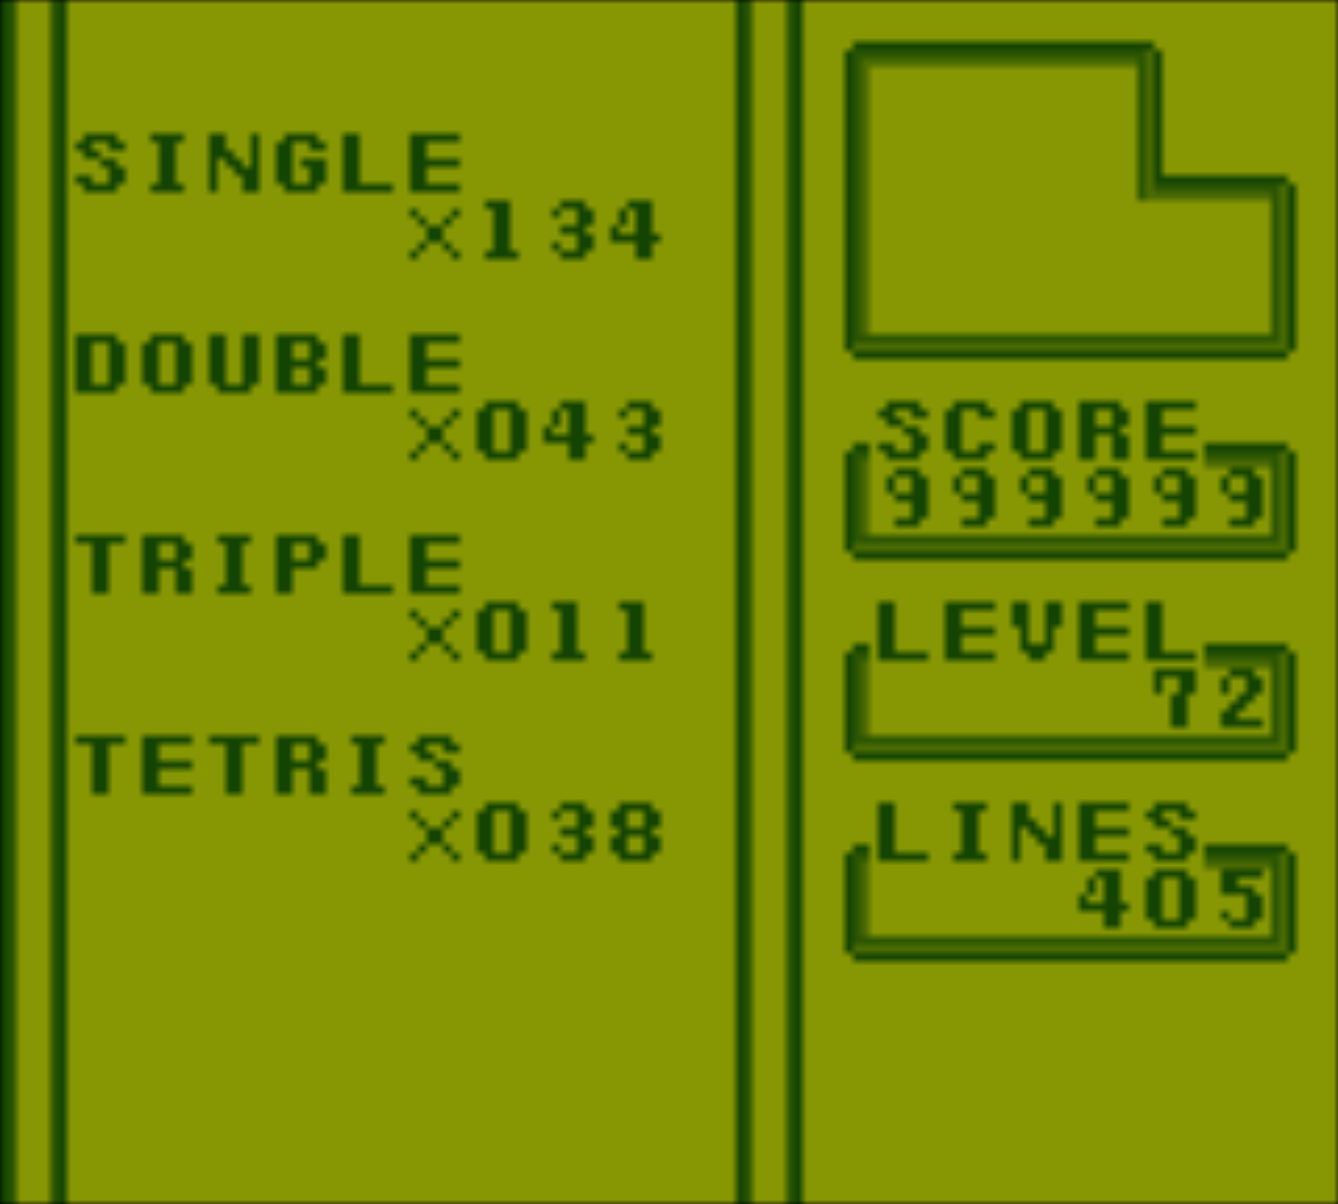 SINGLE
×134
DOUBLE
×043
TRIPLE
×011
TETRIS
×038
SCORE
999999
LEVEL
72
LINES
405